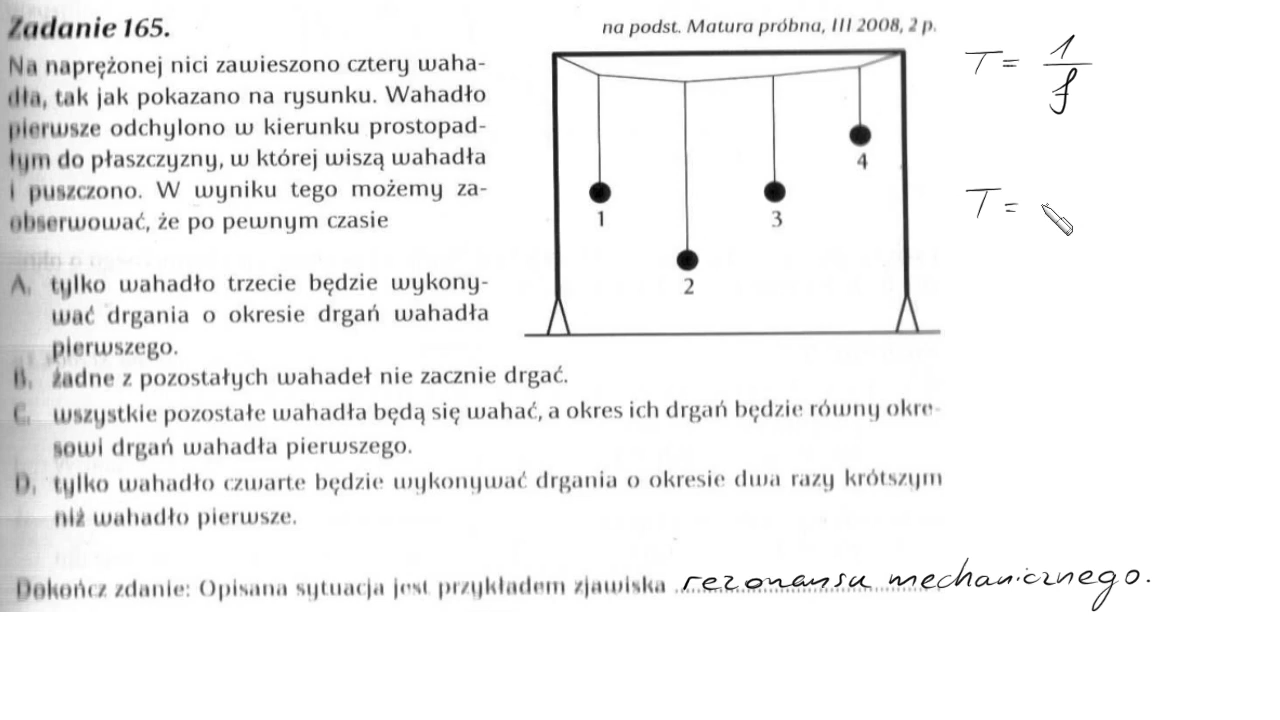 Zadanie 165.
na podst. Matura próbna, III 2008, 2 p.
Na naprężonej nici zawieszono cztery waha-
dła, tak jak pokazano na rysunku. Wahadło
pierwsze odchylono w kierunku prostopad-
łym do płaszczyzny, w której wiszą wahadła
i puszczono. W wyniku tego możemy za-
obserwować, że po pewnym czasie
1
2
3
4
T = 1/f
T =
A. tylko wahadło trzecie będzie wykony-
wać drgania o okresie drgań wahadła
pierwszego.
B. żadne z pozostałych wahadeł nie zacznie drgać.
C. wszystkie pozostałe wahadła będą się wahać, a okres ich drgań będzie równy okre-
sowi drgań wahadła pierwszego.
D. tylko wahadło czwarte będzie wykonywać drgania o okresie dwa razy krótszym
niż wahadło pierwsze.
Dokończ zdanie: Opisana sytuacja jest przykładem zjawiska rezonansu mechanicznego.